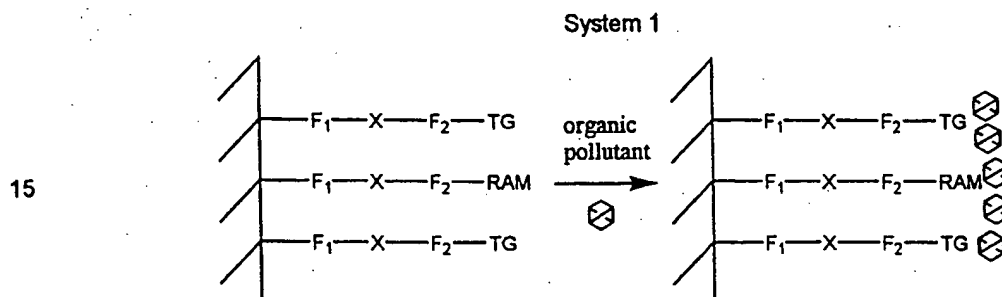 System 1
F₁—X—F₂—TG F₁—X—F₂—TG
organic
pollutant
15 F₁—X—F₂—RAM F₁—X—F₂—RAM
F₁—X—F₂—TG F₁—X—F₂—TG